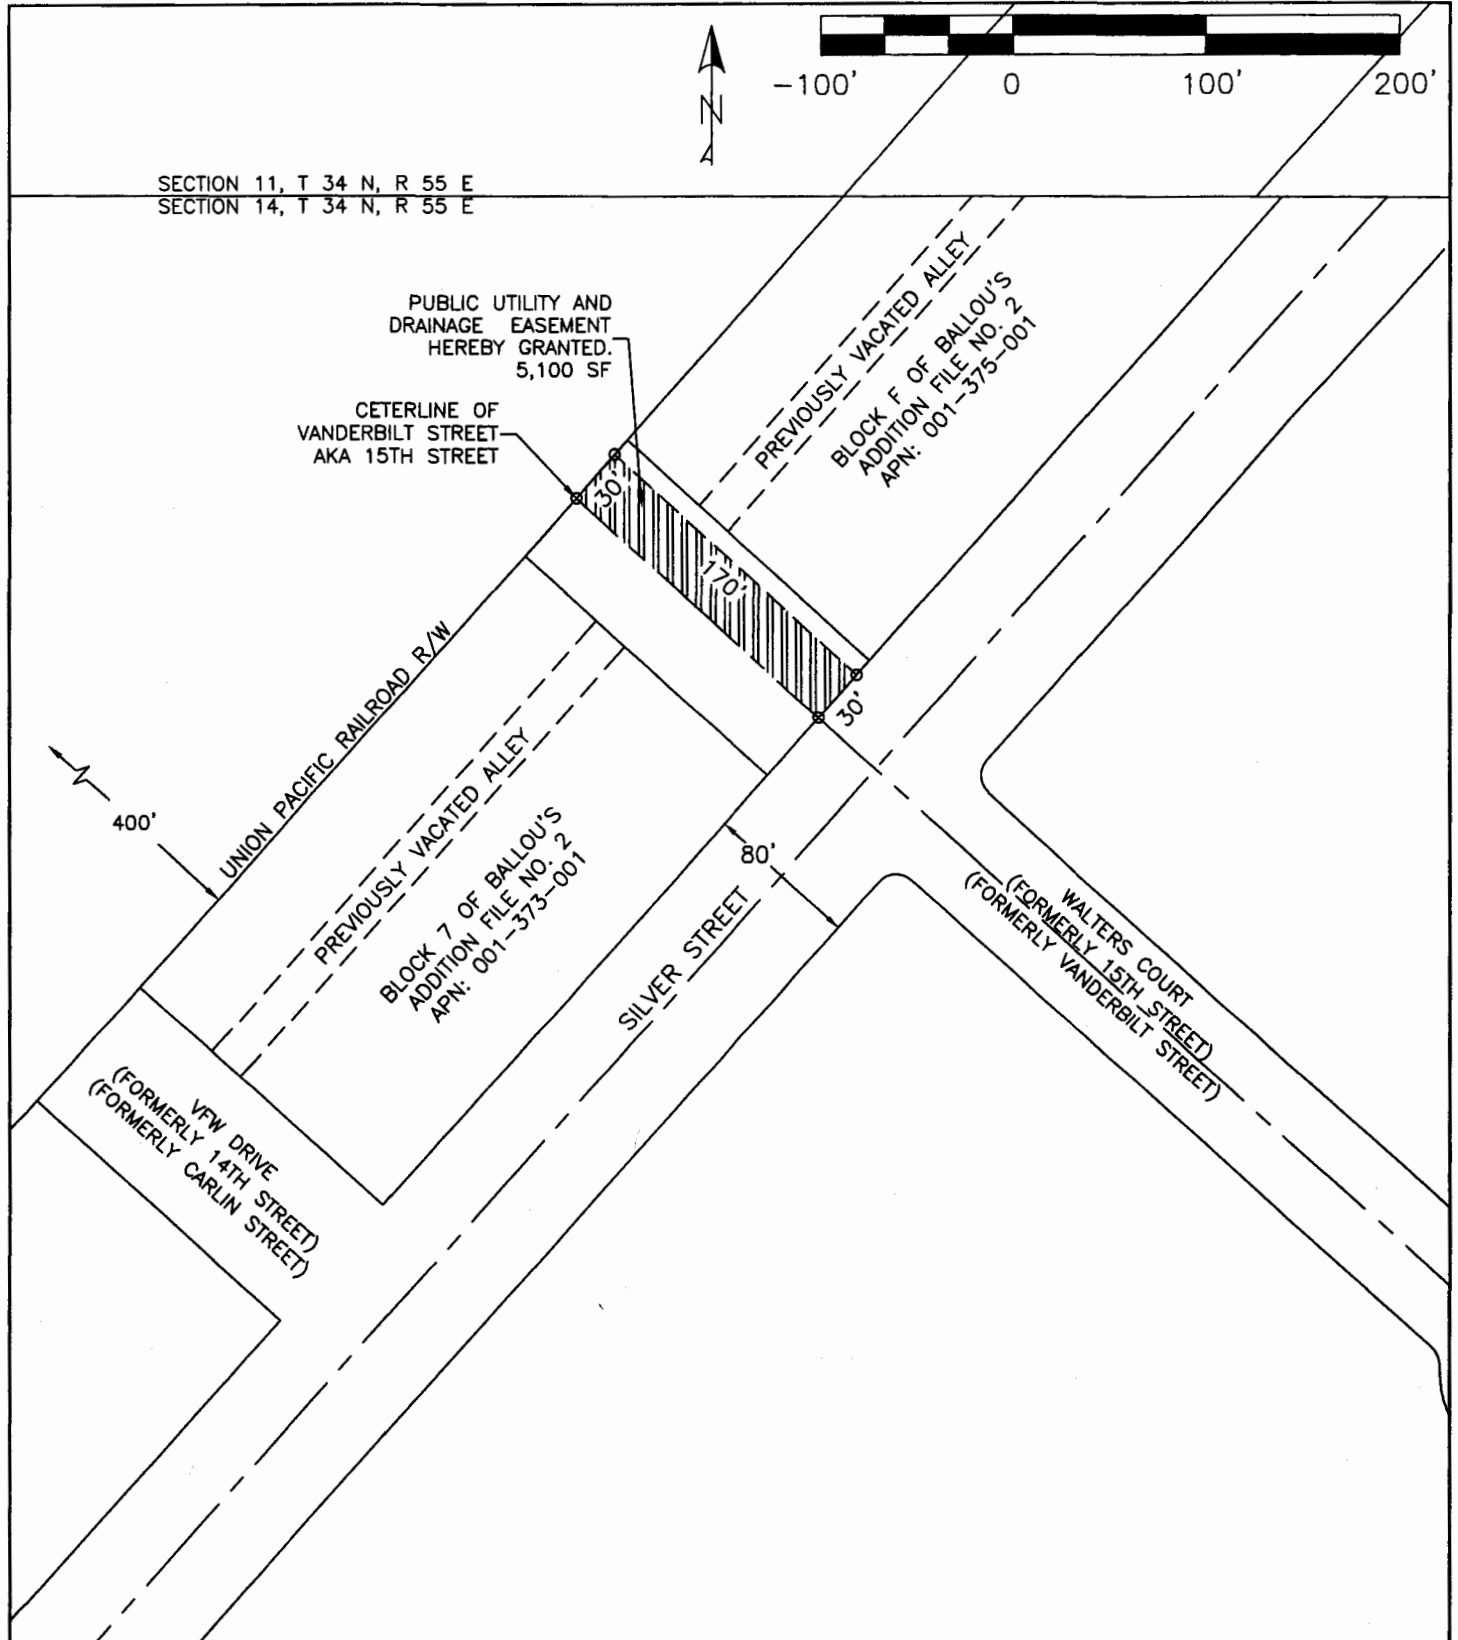 -100' 0 100' 200'
N
SECTION 11, T 34 N, R 55 E
SECTION 14, T 34 N, R 55 E
PUBLIC UTILITY AND
DRAINAGE EASEMENT
HEREBY GRANTED.
5,100 SF
CETERLINE OF
VANDERBILT STREET
AKA 15TH STREET
PREVIOUSLY VACATED ALLEY
BLOCK F OF BALLOU'S
ADDITION FILE NO. 2
APN: 001-375-001
30'
170'
30'
UNION PACIFIC RAILROAD R/W
400'
PREVIOUSLY VACATED ALLEY
BLOCK 7 OF BALLOU'S
ADDITION FILE NO. 2
APN: 001-373-001
80'
SILVER STREET
WALTERS COURT
(FORMERLY 15TH STREET)
(FORMERLY VANDERBILT STREET)
VFW DRIVE
(FORMERLY 14TH STREET)
(FORMERLY CARLIN STREET)